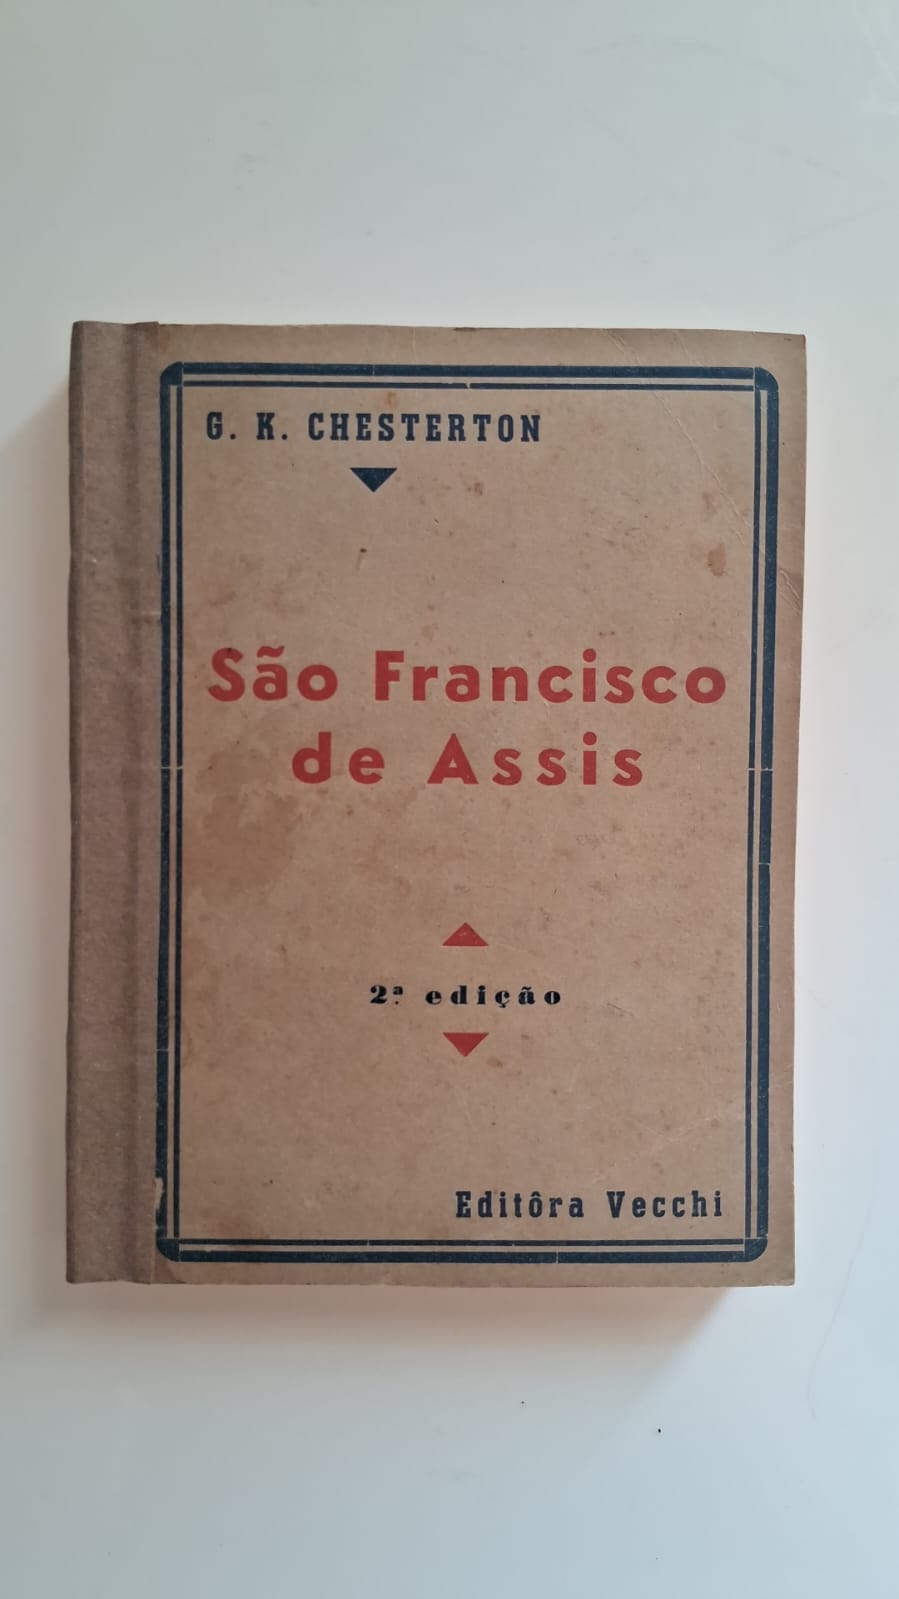 G. K. CHESTERTON
São Francisco
de Assis
2ª edição
Editôra Vecchi